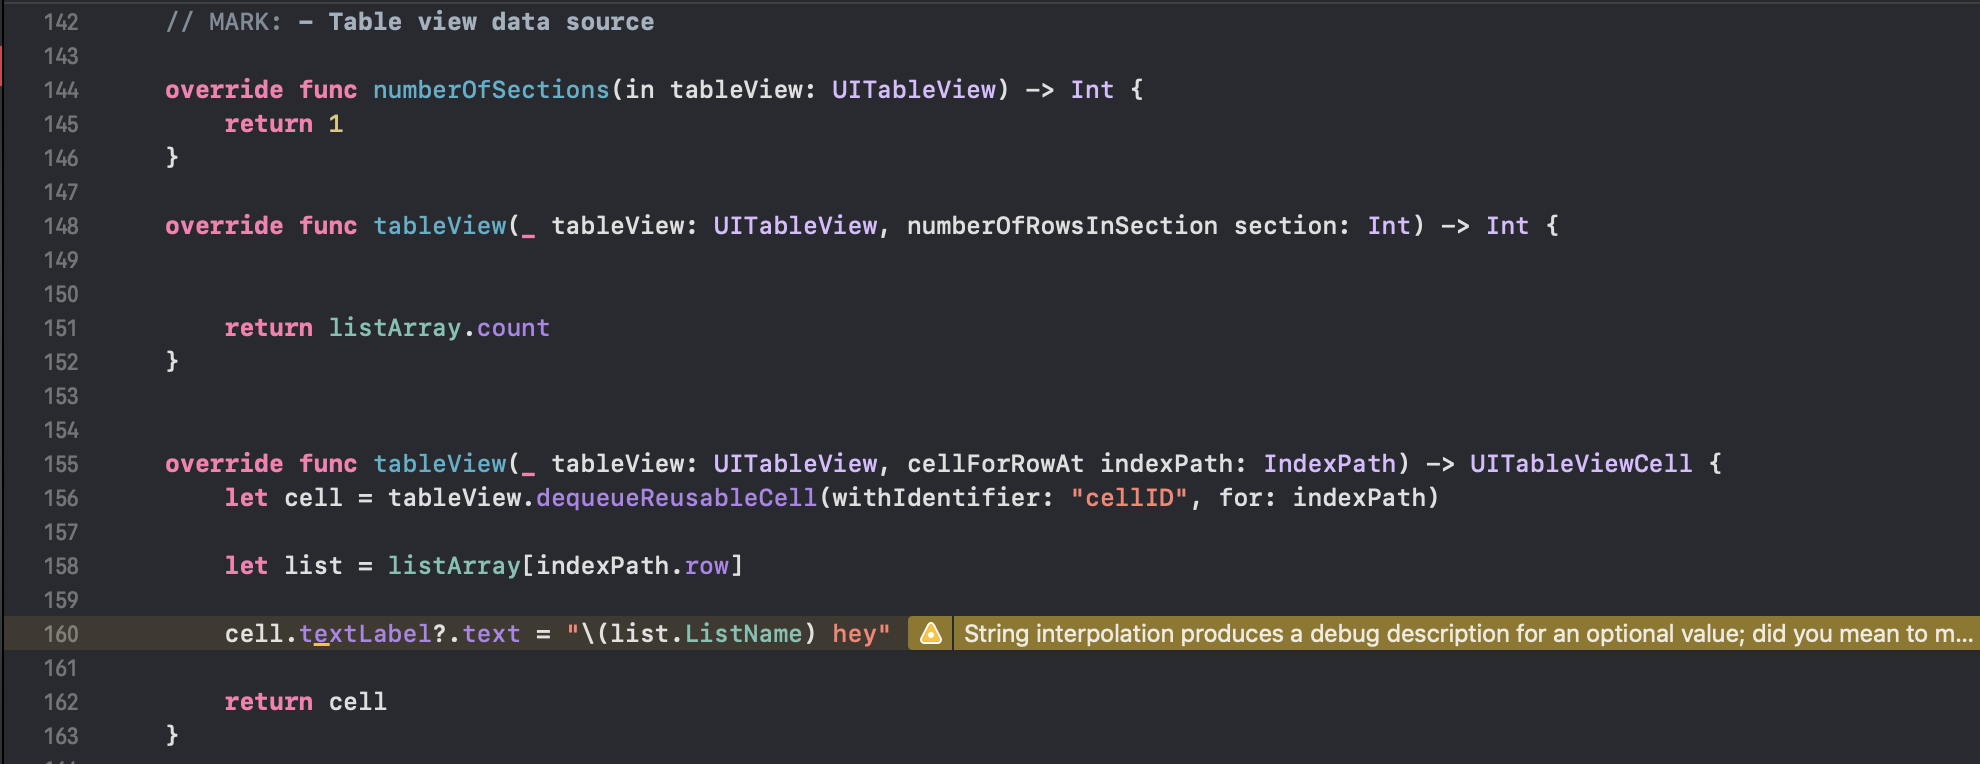 142 // MARK: - Table view data source
143
144 override func numberOfSections(in tableView: UITableView) -> Int {
145 return 1
146 }
147
148 override func tableView(_ tableView: UITableView, numberOfRowsInSection section: Int) -> Int {
149
150
151 return listArray.count
152 }
153
154
155 override func tableView(_ tableView: UITableView, cellForRowAt indexPath: IndexPath) -> UITableViewCell {
156 let cell = tableView.dequeueReusableCell(withIdentifier: "cellID", for: indexPath)
157
158 let list = listArray[indexPath.row]
159
160 cell.textLabel?.text = "\(list.ListName) hey" String interpolation produces a debug description for an optional value; did you mean to m...
161
162 return cell
163 }